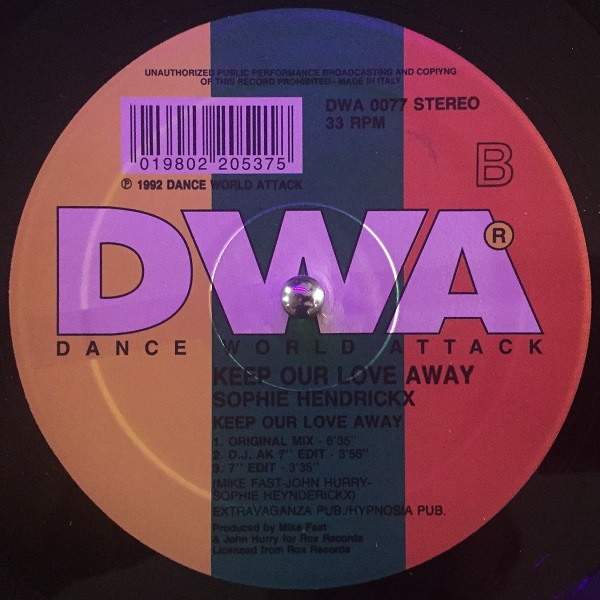 UNAUTHORIZED PUBLIC PERFORMANCE BROADCASTING AND COPIYNG
OF THIS RECORD PROHIBITED - MADE IN ITALY
DWA 0077 STEREO
33 RPM
019802 205375
B
℗ 1992 DANCE WORLD ATTACK
DWA®
DANCE WORLD ATTACK
KEEP OUR LOVE AWAY
SOPHIE HENDRICKX
KEEP OUR LOVE AWAY
1. ORIGINAL MIX - 6'35''
2. D.J. AK 7'' EDIT - 3'56''
3. 7'' EDIT - 3'35''
(MIKE FAST-JOHN HURRY-
SOPHIE HEYNDERICKX)
EXTRAVAGANZA PUB./HYPNOSIA PUB.
Produced by Mike Fast
& John Hurry for Rox Records
Licensed from Rox Records